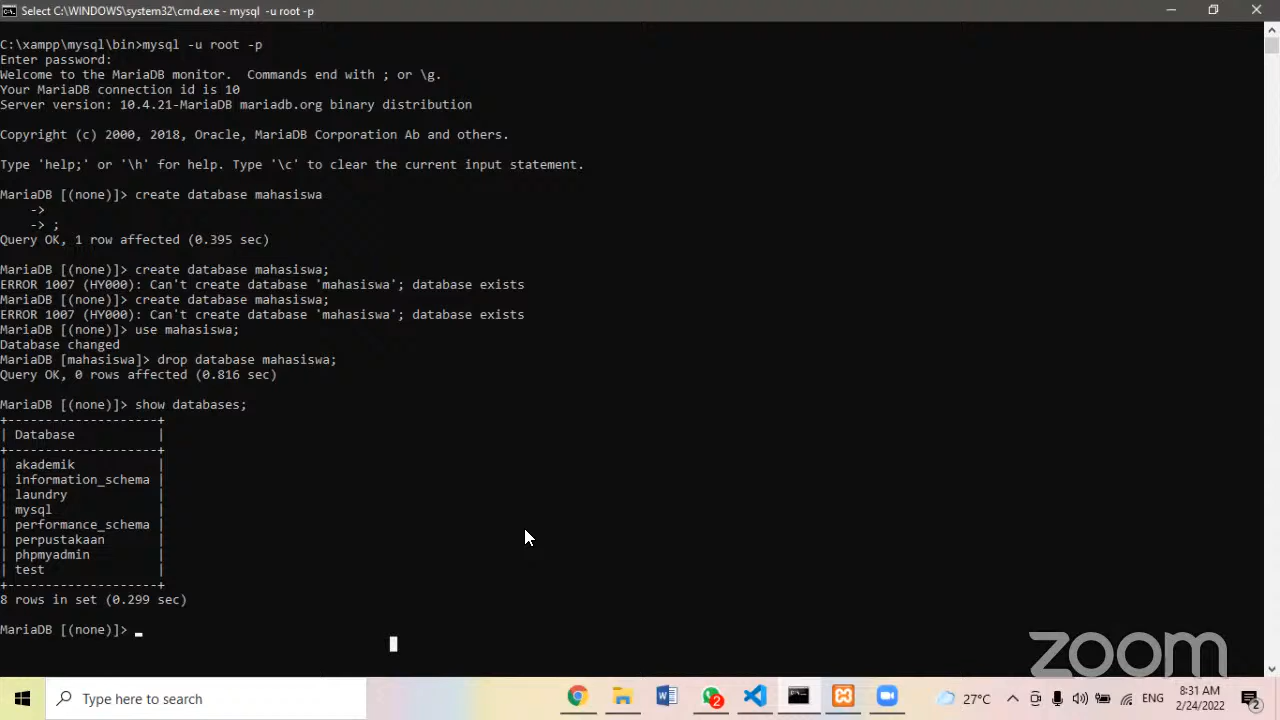 Select C:\WINDOWS\system32\cmd.exe - mysql -u root -p
C:\xampp\mysql\bin>mysql -u root -p
Enter password:
Welcome to the MariaDB monitor.  Commands end with ; or \g.
Your MariaDB connection id is 10
Server version: 10.4.21-MariaDB mariadb.org binary distribution
Copyright (c) 2000, 2018, Oracle, MariaDB Corporation Ab and others.
Type 'help;' or '\h' for help. Type '\c' to clear the current input statement.
MariaDB [(none)]> create database mahasiswa
    ->
    -> ;
Query OK, 1 row affected (0.395 sec)
MariaDB [(none)]> create database mahasiswa;
ERROR 1007 (HY000): Can't create database 'mahasiswa'; database exists
MariaDB [(none)]> create database mahasiswa;
ERROR 1007 (HY000): Can't create database 'mahasiswa'; database exists
MariaDB [(none)]> use mahasiswa;
Database changed
MariaDB [mahasiswa]> drop database mahasiswa;
Query OK, 0 rows affected (0.816 sec)
MariaDB [(none)]> show databases;
+--------------------+
| Database           |
+--------------------+
| akademik           |
| information_schema |
| laundry            |
| mysql              |
| performance_schema |
| perpustakaan       |
| phpmyadmin         |
| test               |
+--------------------+
8 rows in set (0.299 sec)
MariaDB [(none)]>
zoom
Type here to search
2
27°C
ENG
8:31 AM
2/24/2022
2